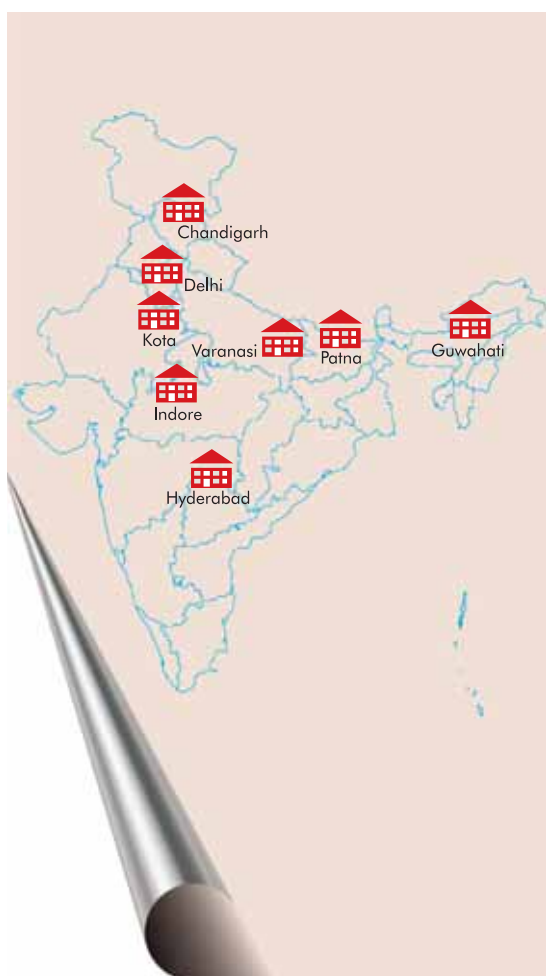 Chandigarh
Delhi
Kota
Varanasi
Patna
Guwahati
Indore
Hyderabad